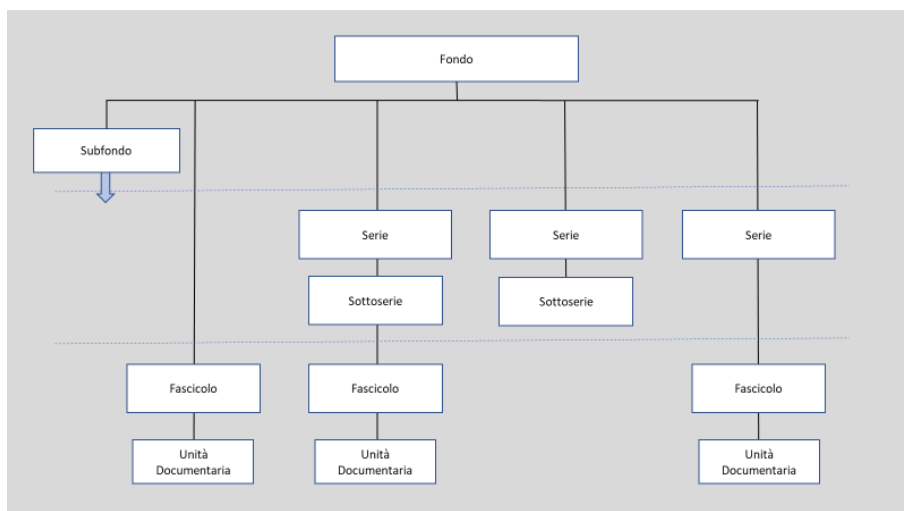 Fondo
Subfondo
Serie
Serie
Serie
Sottoserie
Sottoserie
Fascicolo
Fascicolo
Fascicolo
Unità
Documentaria
Unità
Documentaria
Unità
Documentaria